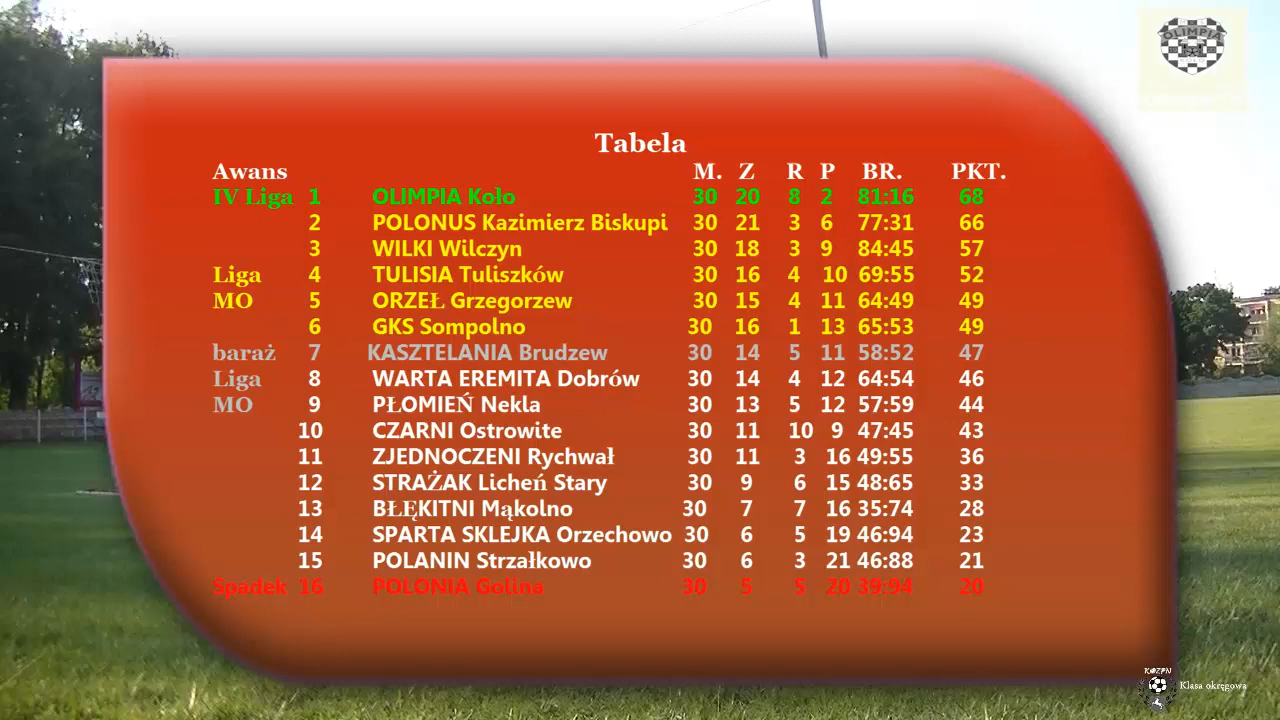 OLIMPIA
KOŁO
Tabela
Awans M. Z R P BR. PKT.
IV Liga 1 OLIMPIA Koło 30 20 8 2 81:16 68
2 POLONUS Kazimierz Biskupi 30 21 3 6 77:31 66
3 WILKI Wilczyn 30 18 3 9 84:45 57
Liga 4 TULISIA Tuliszków 30 16 4 10 69:55 52
MO 5 ORZEŁ Grzegorzew 30 15 4 11 64:49 49
6 GKS Sompolno 30 16 1 13 65:53 49
baraż 7 KASZTELANIA Brudzew 30 14 5 11 58:52 47
Liga 8 WARTA EREMITA Dobrów 30 14 4 12 64:54 46
MO 9 PŁOMIEŃ Nekla 30 13 5 12 57:59 44
10 CZARNI Ostrowite 30 11 10 9 47:45 43
11 ZJEDNOCZENI Rychwał 30 11 3 16 49:55 36
12 STRAŻAK Licheń Stary 30 9 6 15 48:65 33
13 BŁĘKITNI Mąkolno 30 7 7 16 35:74 28
14 SPARTA SKLEJKA Orzechowo 30 6 5 19 46:94 23
15 POLANIN Strzałkowo 30 6 3 21 46:88 21
Spadek 16 POLONIA Golina 30 5 5 20 39:94 20
KOZPN
Klasa okręgowa